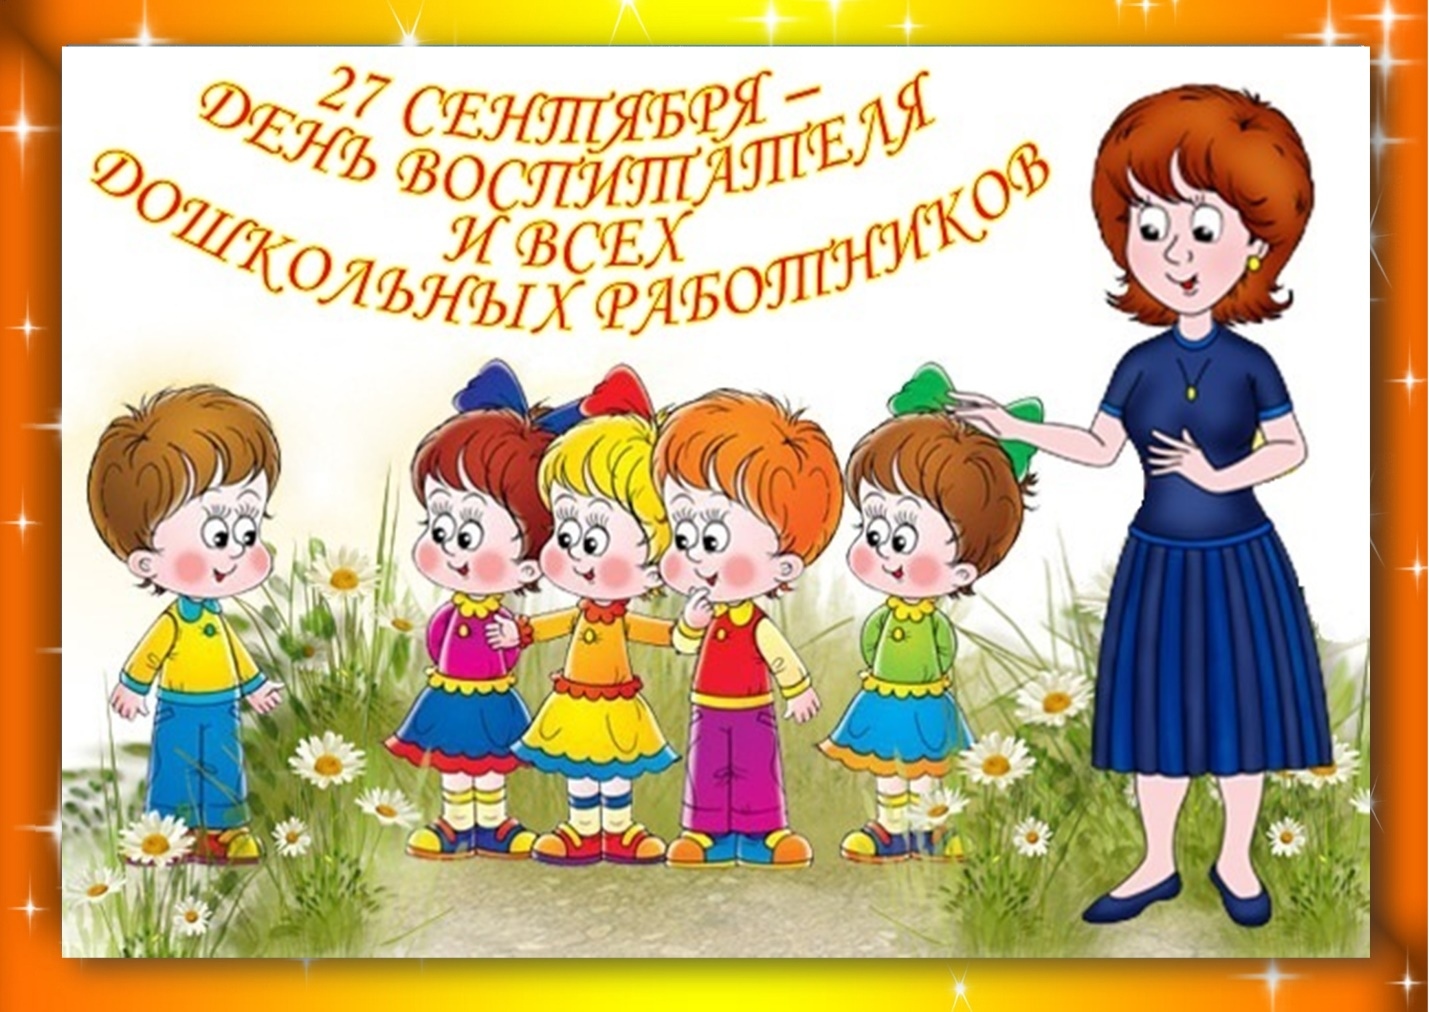 27 СЕНТЯБРЯ –
ДЕНЬ ВОСПИТАТЕЛЯ
И ВСЕХ
ДОШКОЛЬНЫХ РАБОТНИКОВ